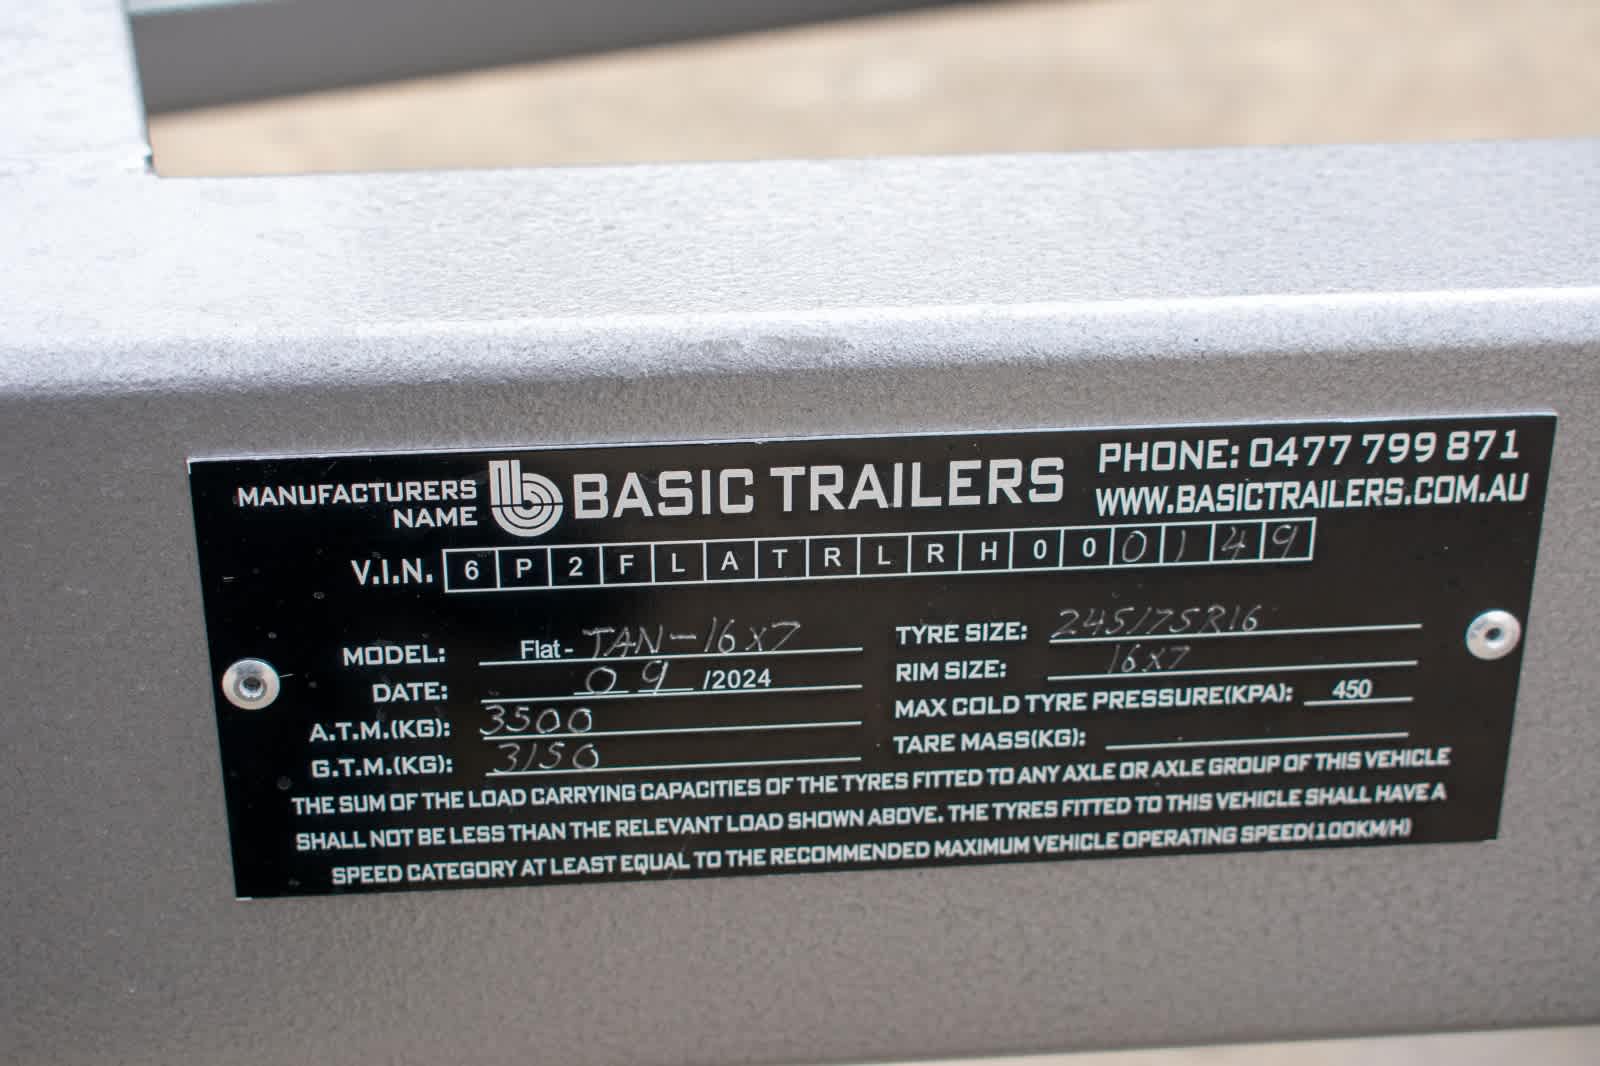 MANUFACTURERS NAME BASIC TRAILERS PHONE: 0477 799 871
WWW.BASICTRAILERS.COM.AU
V.I.N. 6 P 2 F L A T R L R H 0 0 0 1 4 9
MODEL: Flat - TAN-16x7
DATE: 09 /2024
A.T.M.(KG): 3500
G.T.M.(KG): 3150
TYRE SIZE: 245/75R16
RIM SIZE: 16x7
MAX COLD TYRE PRESSURE(KPA): 450
TARE MASS(KG):
THE SUM OF THE LOAD CARRYING CAPACITIES OF THE TYRES FITTED TO ANY AXLE OR AXLE GROUP OF THIS VEHICLE
SHALL NOT BE LESS THAN THE RELEVANT LOAD SHOWN ABOVE. THE TYRES FITTED TO THIS VEHICLE SHALL HAVE A
SPEED CATEGORY AT LEAST EQUAL TO THE RECOMMENDED MAXIMUM VEHICLE OPERATING SPEED(100KM/H)